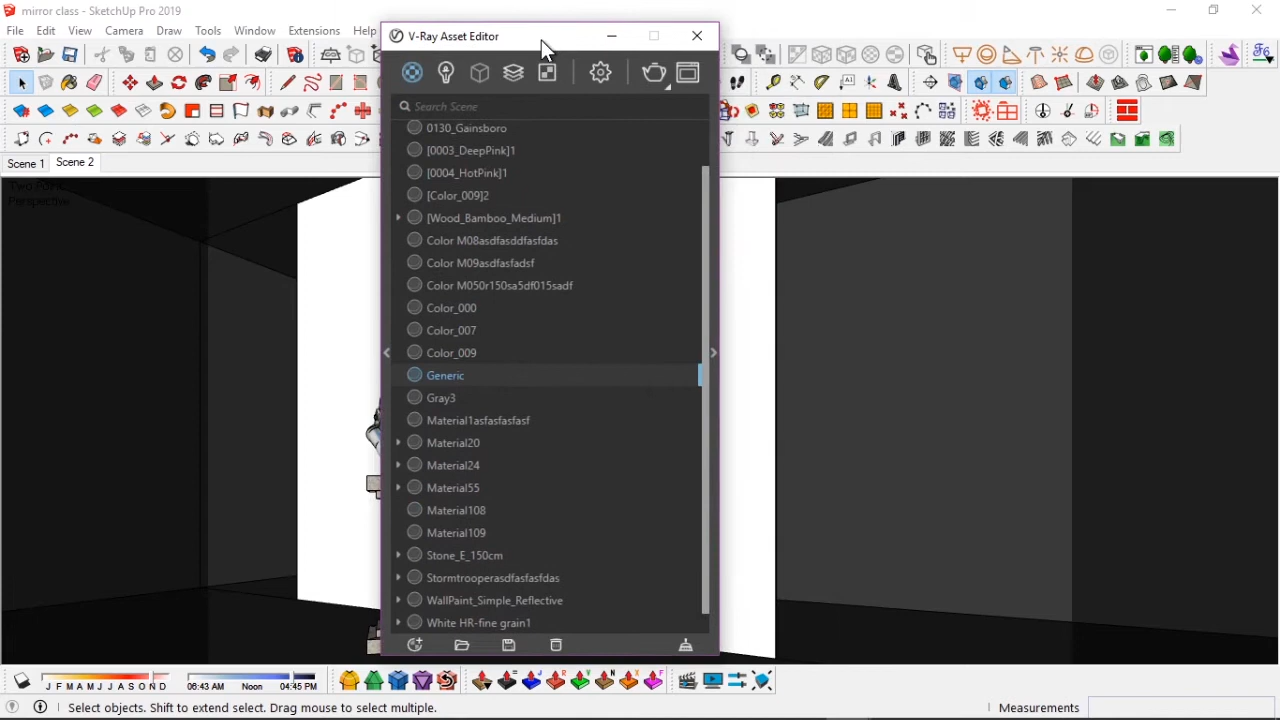 mirror class - SketchUp Pro 2019
File Edit View Camera Draw Tools Window Extensions Help
V-Ray Asset Editor
Search Scene
Scene 1 Scene 2
Two Point
Perspective
0130_Gainsboro
[0003_DeepPink]1
[0004_HotPink]1
[Color_009]2
[Wood_Bamboo_Medium]1
Color M08asdfasddfasfdas
Color M09asdfasfadsf
Color M050r150sa5df015sadf
Color_000
Color_007
Color_009
Generic
Gray3
Material1asfasfasfasf
Material20
Material24
Material55
Material108
Material109
Stone_E_150cm
Stormtrooperasdfasfasfdas
WallPaint_Simple_Reflective
White HR-fine grain1
J F M A M J J A S O N D 06:43 AM Noon 04:45 PM
Select objects. Shift to extend select. Drag mouse to select multiple. Measurements